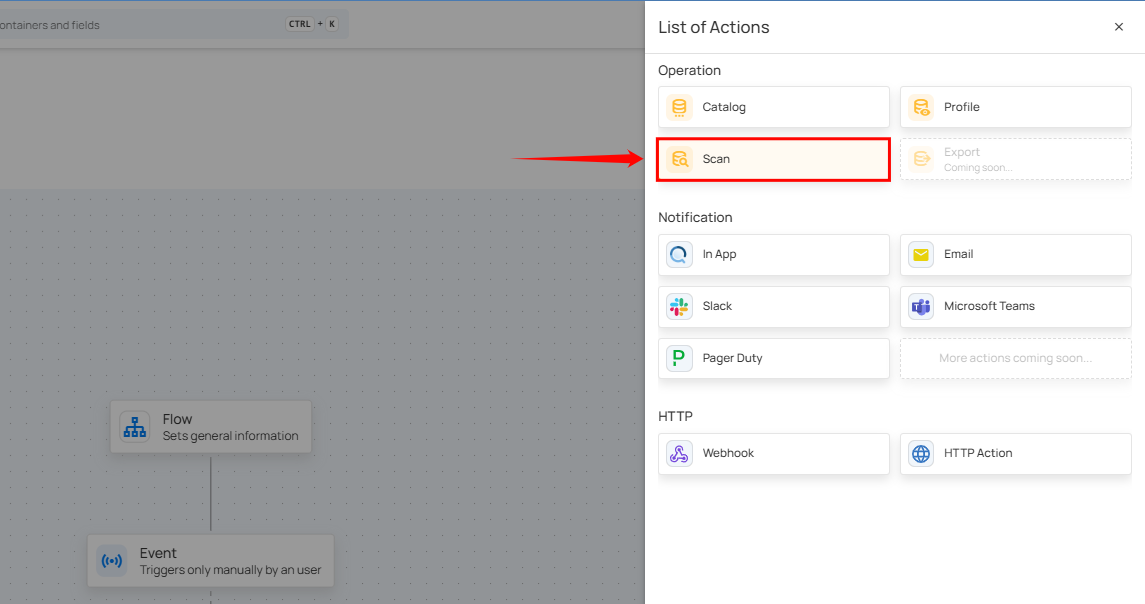 ontainers and fields
CTRL + K
List of Actions
Operation
Catalog
Profile
Scan
Export
Coming soon...
Notification
In App
Email
Slack
Microsoft Teams
Pager Duty
More actions coming soon...
HTTP
Webhook
HTTP Action
Flow
Sets general information
Event
Triggers only manually by an user